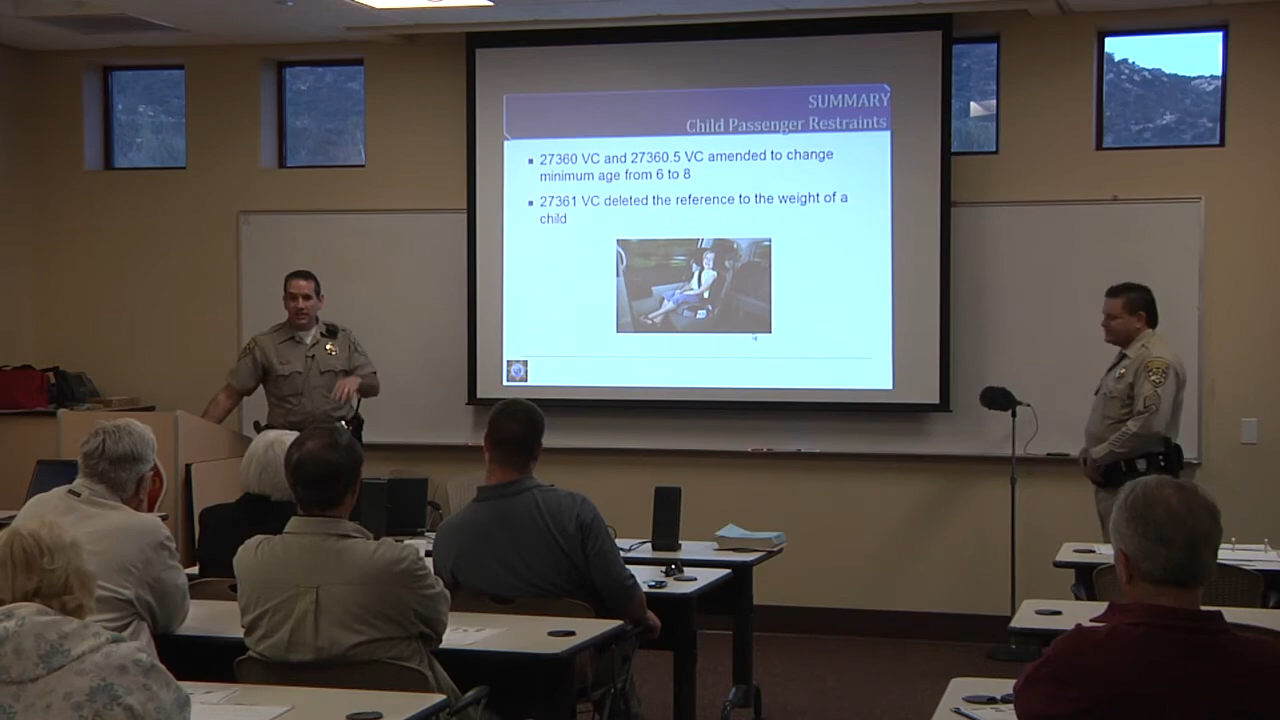 SUMMARY
Child Passenger Restraints
27360 VC and 27360.5 VC amended to change
minimum age from 6 to 8
27361 VC deleted the reference to the weight of a
child